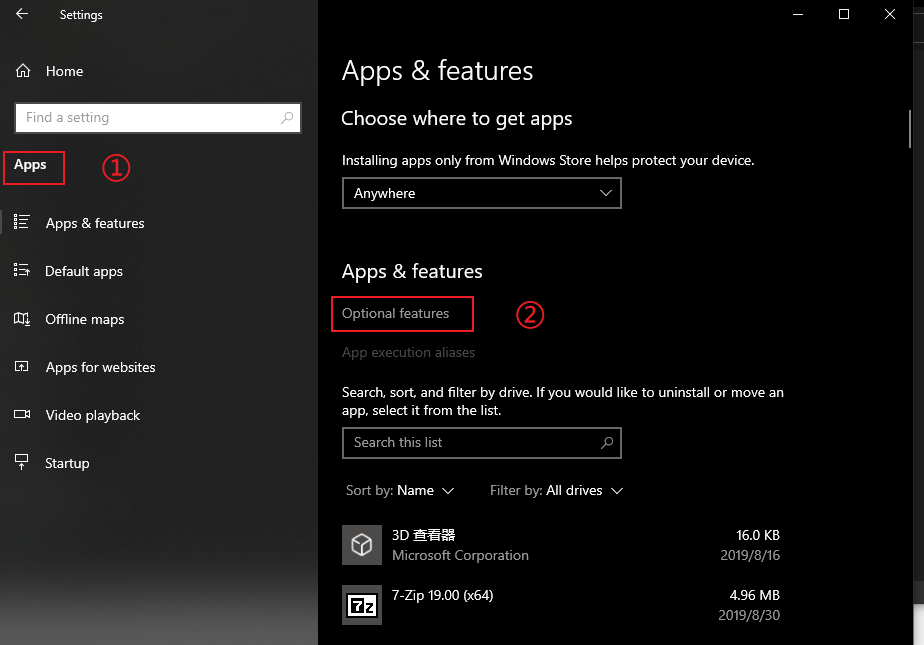 Settings
Home
Find a setting
Apps
①
Apps & features
Default apps
Offline maps
Apps for websites
Video playback
Startup
Apps & features
Choose where to get apps
Installing apps only from Windows Store helps protect your device.
Anywhere
Apps & features
Optional features
②
App execution aliases
Search, sort, and filter by drive. If you would like to uninstall or move an
app, select it from the list.
Search this list
Sort by: Name
Filter by: All drives
3D 查看器
16.0 KB
Microsoft Corporation
2019/8/16
7z
7-Zip 19.00 (x64)
4.96 MB
2019/8/30